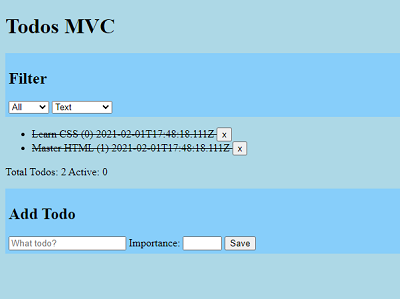 Todos MVC
Filter
All Text
Learn CSS (0) 2021-02-01T17:48:18.111Z x
Master HTML (1) 2021-02-01T17:48:18.111Z x
Total Todos: 2 Active: 0
Add Todo
What todo? Importance: Save